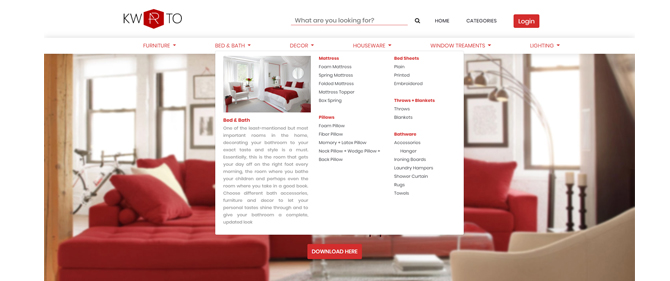 KW ART O
What are you looking for?
HOME
CATEGORIES
Login
FURNITURE
BED & BATH
DECOR
HOUSEWARE
WINDOW TREAMENTS
LIGHTING
Bed & Bath
One of the least-mentioned but most
important rooms in the home,
decorating your bathroom to your
exact taste and style is a must.
Essentially, this is the room that gets
your day off on the right foot every
morning, the room where you bathe
your children and perhaps even the
room where you take in a good book.
Choose different bath accessories,
furniture and decor to let your
personal tastes shine through and to
give your bathroom a complete,
updated look
Mattress
Foam Mattress
Spring Mattress
Folded Mattress
Mattress Topper
Box Spring
Pillows
Foam Pillow
Fiber Pillow
Memory + Latex Pillow
Neck Pillow + Wedge Pillow +
Back Pillow
Bed Sheets
Plain
Printed
Embroidered
Throws + Blankets
Throws
Blankets
Bathware
Accessories
Hanger
Ironing Boards
Laundry Hampers
Shower Curtain
Rugs
Towels
DOWNLOAD HERE